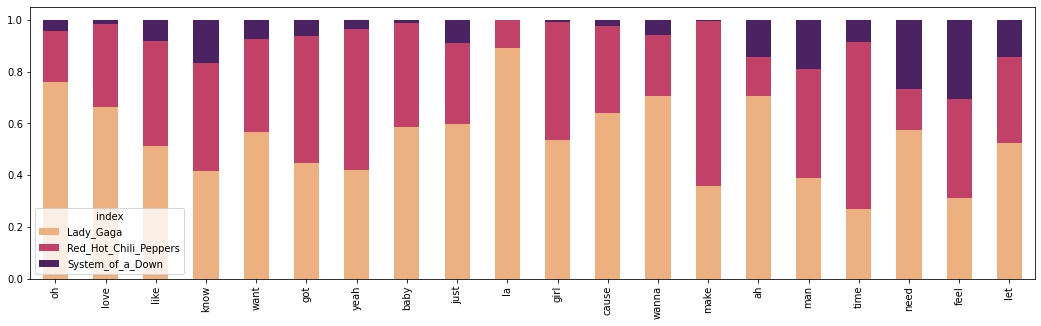 1.0
0.8
0.6
0.4
0.2
0.0
index
Lady_Gaga
Red_Hot_Chili_Peppers
System_of_a_Down
oh
love
like
know
want
got
yeah
baby
just
la
girl
cause
wanna
make
ah
man
time
need
feel
let